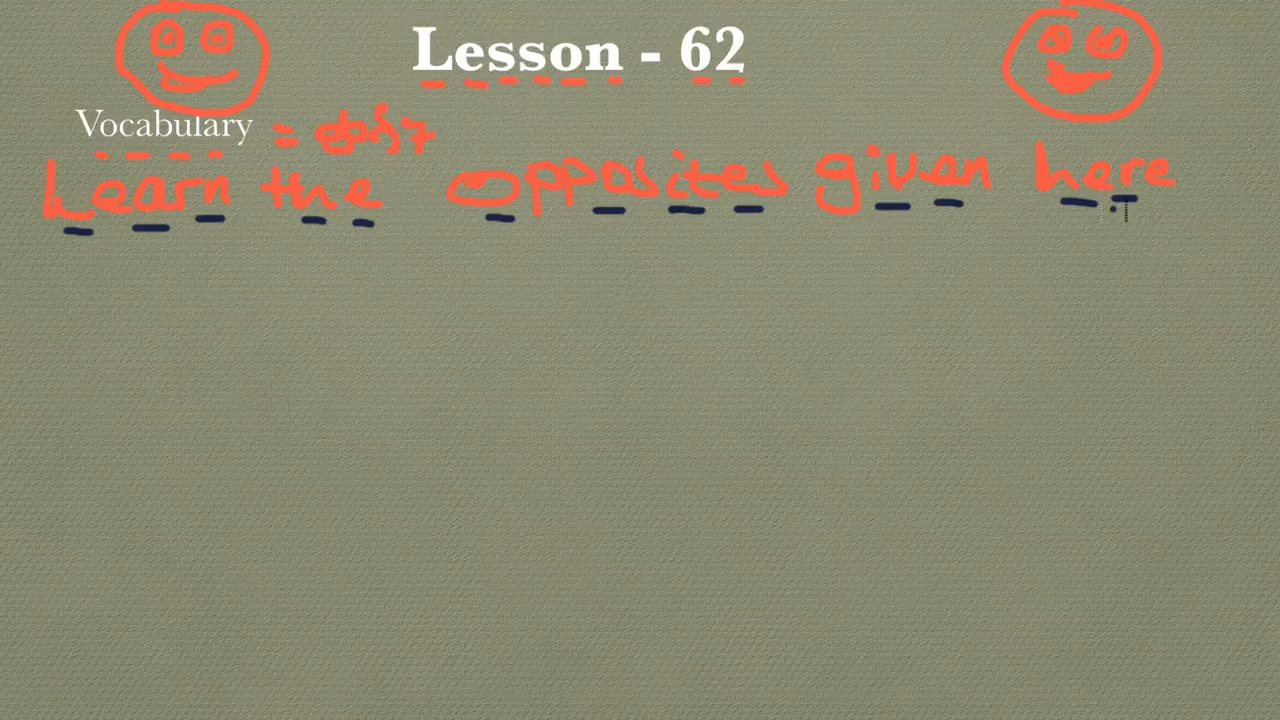 Lesson - 62
Vocabulary =
Learn the opposites given here